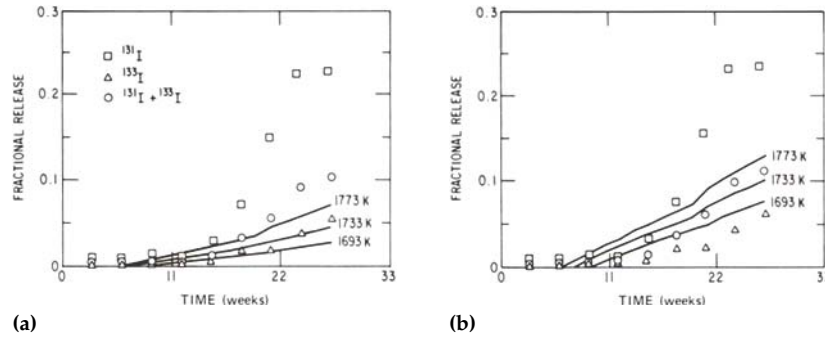 0.3
0.2
0.1
0
FRACTIONAL RELEASE
□ ¹³¹I
△ ¹³³I
○ ¹³¹I + ¹³³I
1773 K
1733 K
1693 K
0 11 22 33
TIME (weeks)
(a)
0.3
0.2
0.1
0
FRACTIONAL RELEASE
1773 K
1733 K
1693 K
0 11 22 3
TIME (weeks)
(b)